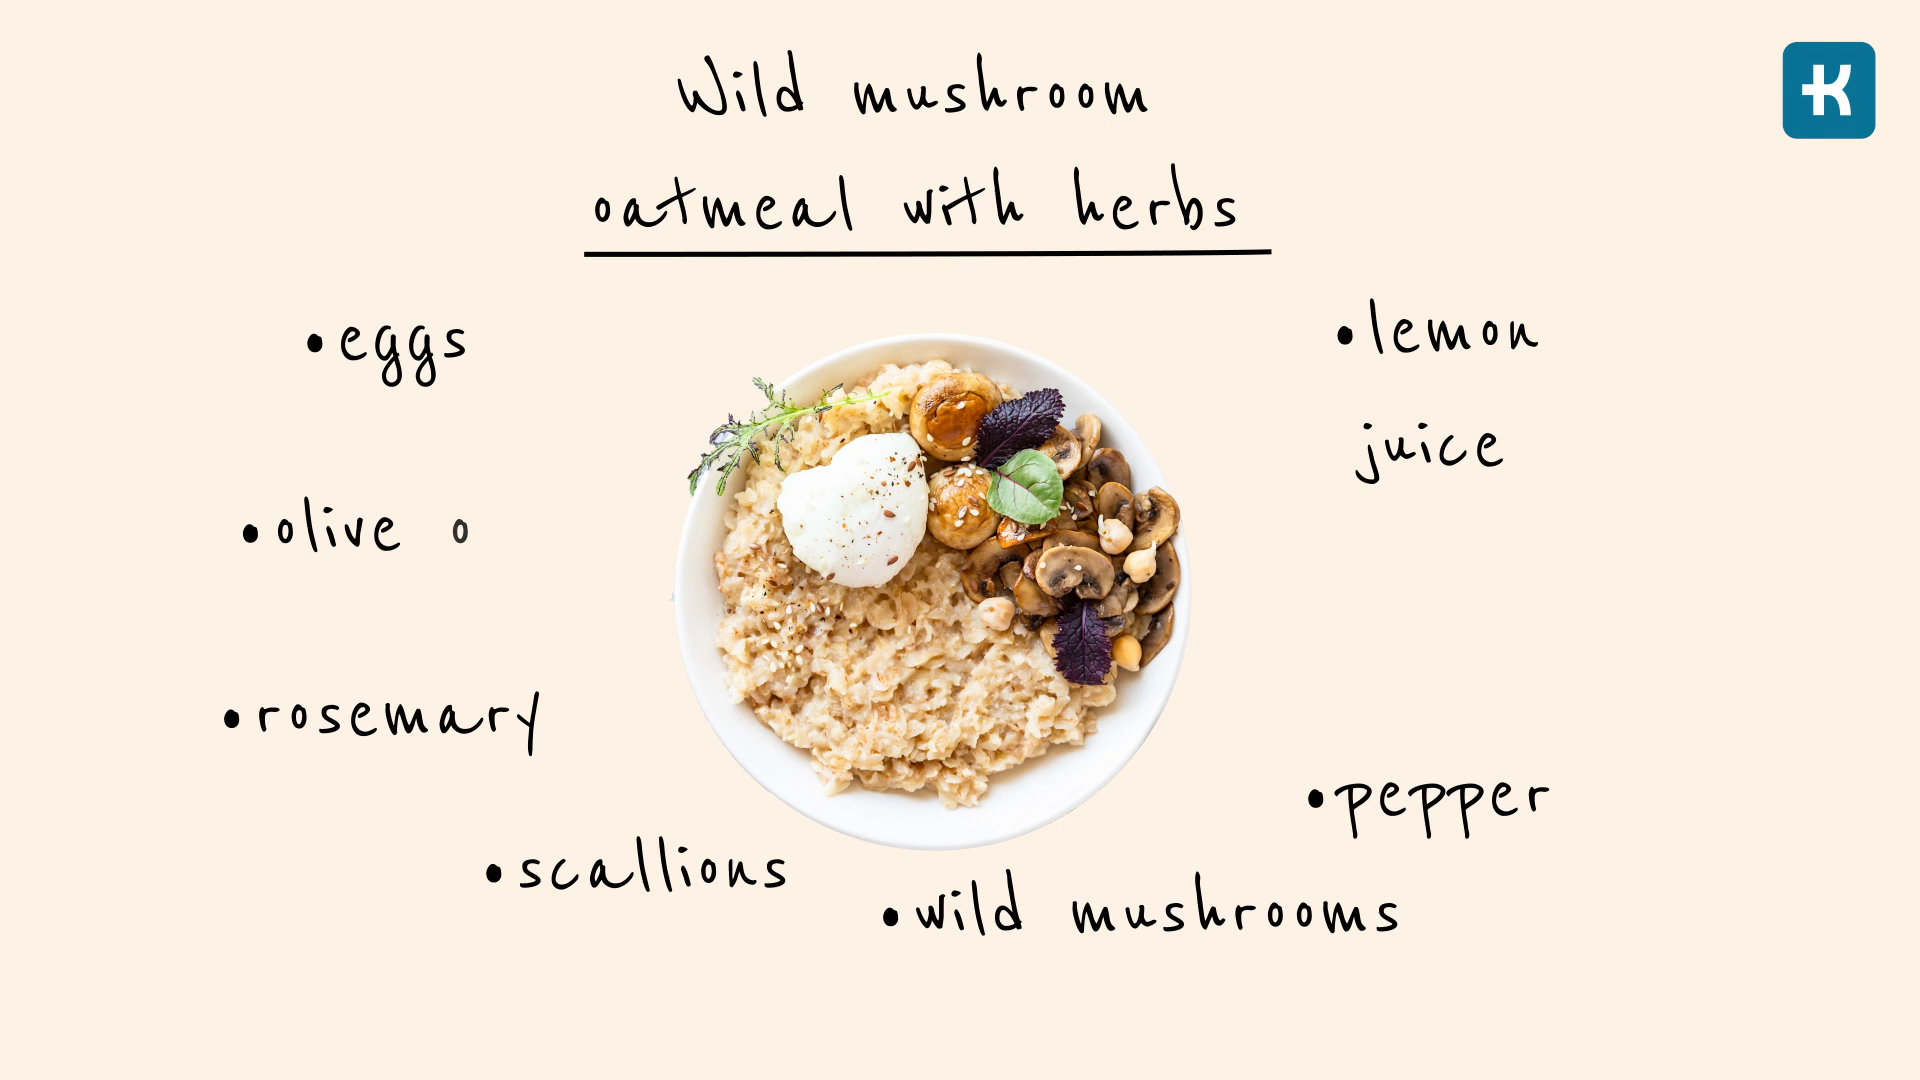 Wild mushroom
oatmeal with herbs
•eggs
•olive o
•rosemary
•scallions
•wild mushrooms
•pepper
•lemon
juice
K